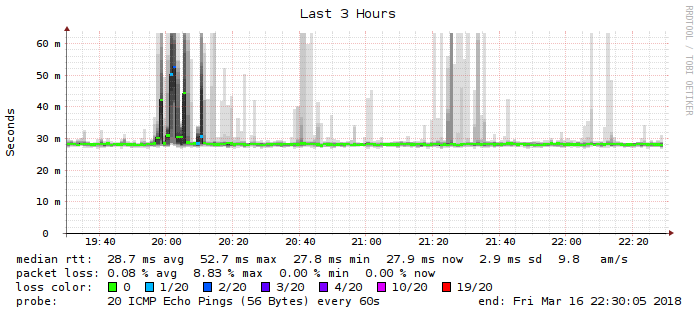 Last 3 Hours
RRDTOOL / TOBI OETIKER
Seconds
60 m
50 m
40 m
30 m
20 m
10 m
0
19:40 20:00 20:20 20:40 21:00 21:20 21:40 22:00 22:20
median rtt: 28.7 ms avg 52.7 ms max 27.8 ms min 27.9 ms now 2.9 ms sd 9.8 am/s
packet loss: 0.08 % avg 8.83 % max 0.00 % min 0.00 % now
loss color: 0 1/20 2/20 3/20 4/20 10/20 19/20
probe: 20 ICMP Echo Pings (56 Bytes) every 60s end: Fri Mar 16 22:30:05 2018